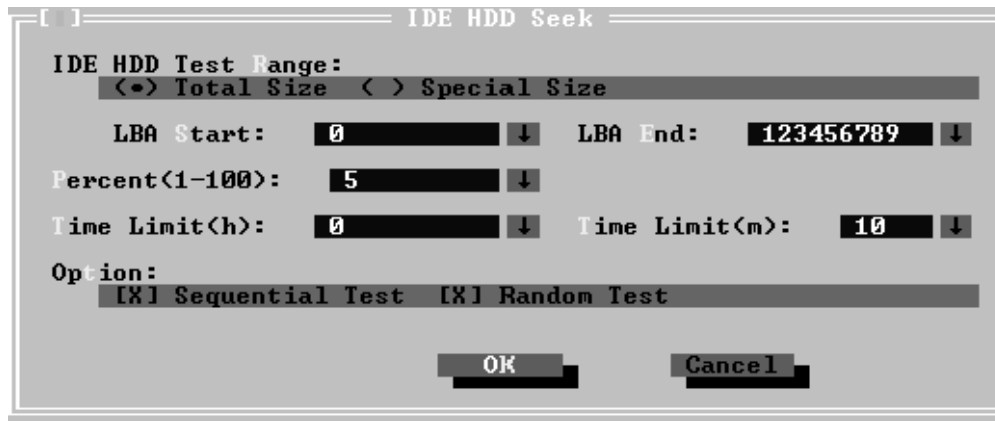 [ ] IDE HDD Seek
IDE HDD Test Range:
(•) Total Size ( ) Special Size
LBA Start: 0 ↓ LBA End: 123456789 ↓
Percent(1-100): 5 ↓
Time Limit(h): 0 ↓ Time Limit(m): 10 ↓
Option:
[X] Sequential Test [X] Random Test
OK Cancel